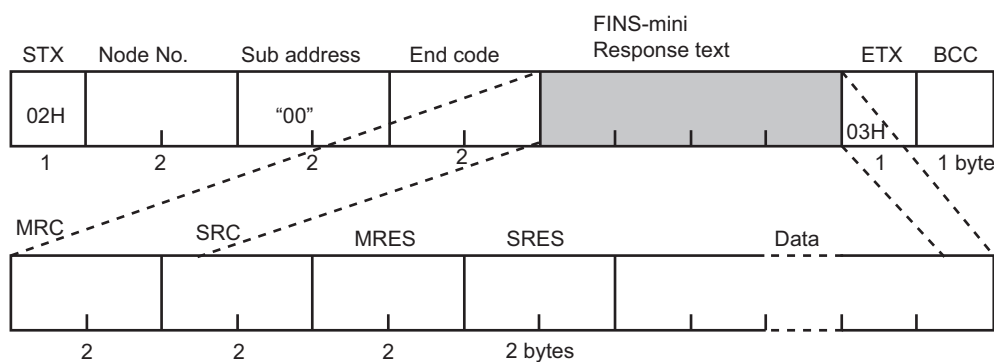 FINS-mini
Response text
STX Node No. Sub address End code ETX BCC
02H “00” 03H
1 2 2 2 1 1 byte
MRC SRC MRES SRES Data
2 2 2 2 bytes